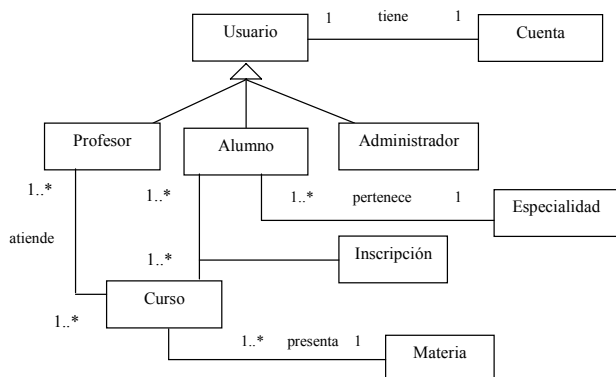 Usuario
1 tiene 1
Cuenta
Profesor
Alumno
Administrador
1..*
1..*
1..* pertenece 1
Especialidad
atiende
1..*
Inscripción
Curso
1..*
1..* presenta 1
Materia